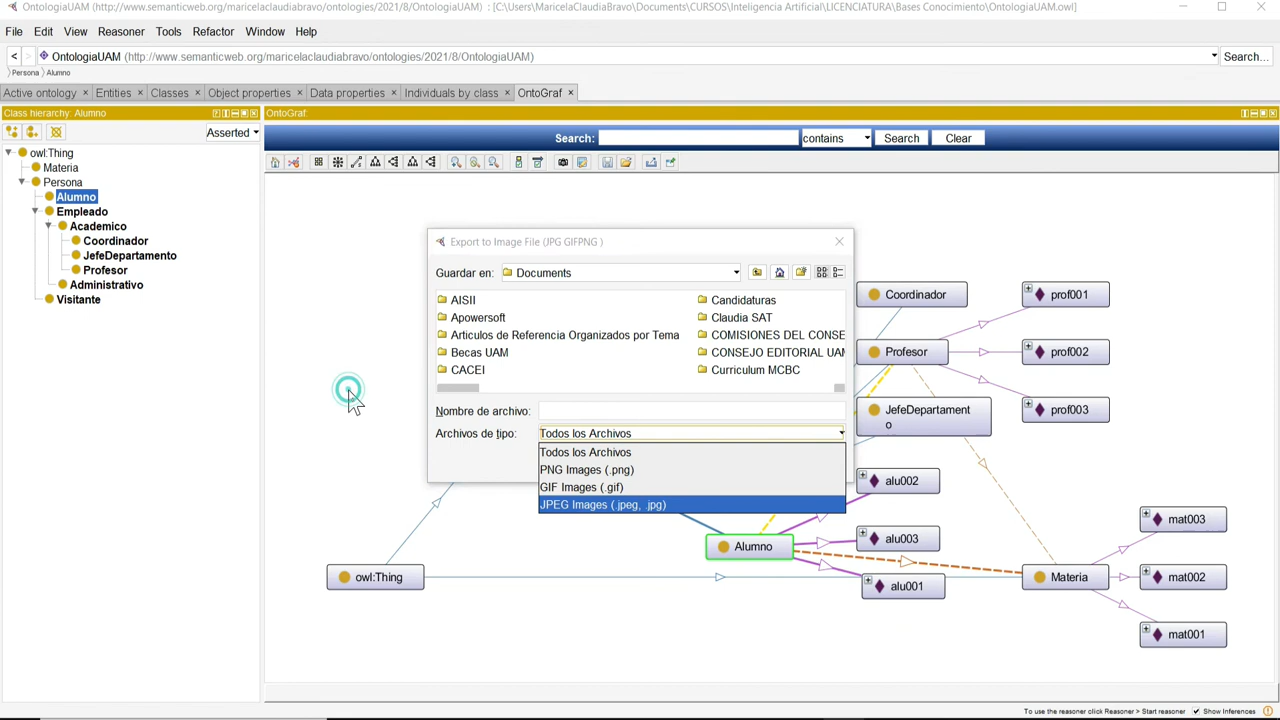 OntologiaUAM (http://www.semanticweb.org/maricelaclaudiabravo/ontologies/2021/8/OntologiaUAM) : [C:\Users\MaricelaClaudiaBravo\Documents\CURSOS\Inteligencia Artificial\LICENCIATURA\Bases Conocimiento\OntologiaUAM.owl]
File Edit View Reasoner Tools Refactor Window Help
< > OntologiaUAM (http://www.semanticweb.org/maricelaclaudiabravo/ontologies/2021/8/OntologiaUAM) Search...
Persona Alumno
Active ontology × Entities × Classes × Object properties × Data properties × Individuals by class × OntoGraf ×
Class hierarchy: Alumno
Asserted
owl:Thing
Materia
Persona
Alumno
Empleado
Academico
Coordinador
JefeDepartamento
Profesor
Administrativo
Visitante
OntoGraf:
Search: contains Search Clear
Export to Image File (JPG GIFPNG )
Guardar en: Documents
AISII
Apowersoft
Articulos de Referencia Organizados por Tema
Becas UAM
CACEI
Candidaturas
Claudia SAT
COMISIONES DEL CONSE
CONSEJO EDITORIAL UAM
Curriculum MCBC
Nombre de archivo:
Archivos de tipo: Todos los Archivos
Todos los Archivos
PNG Images (.png)
GIF Images (.gif)
JPEG Images (.jpeg, .jpg)
Coordinador
prof001
Profesor
prof002
JefeDepartament
o
prof003
alu002
alu003
mat003
Alumno
owl:Thing
alu001
Materia
mat002
mat001
To use the reasoner click Reasoner > Start reasoner Show Inferences